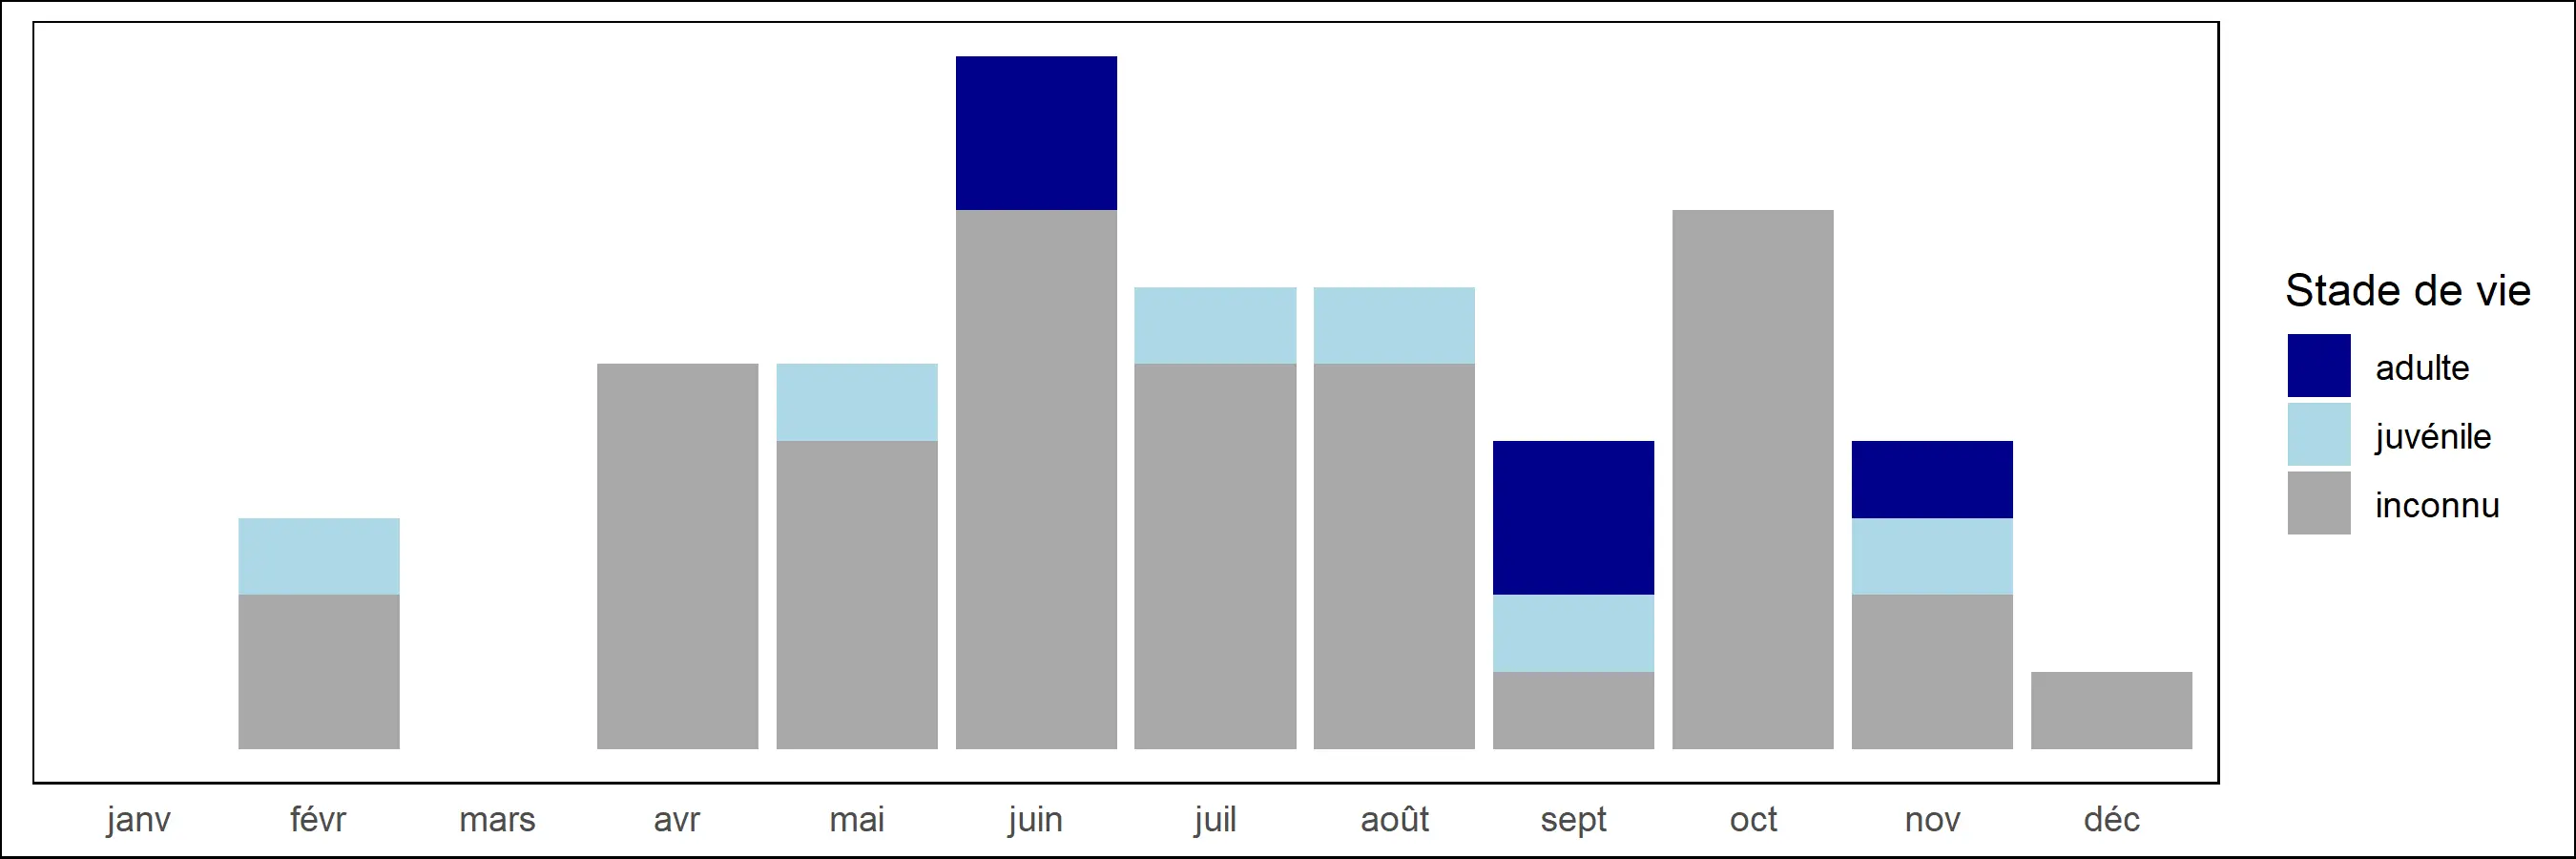 Stade de vie
adulte
juvénile
inconnu
janv févr mars avr mai juin juil août sept oct nov déc